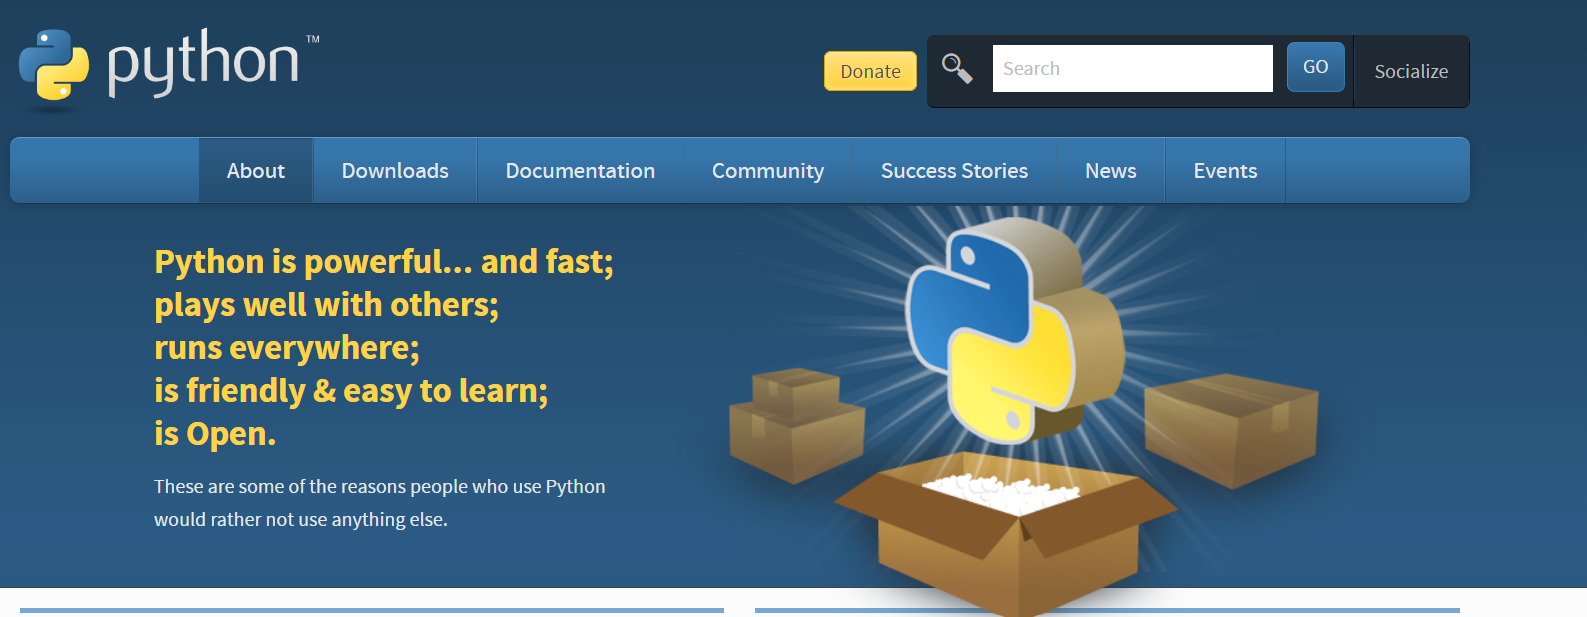 python™
Donate
Search
GO
Socialize
About
Downloads
Documentation
Community
Success Stories
News
Events
Python is powerful... and fast;
plays well with others;
runs everywhere;
is friendly & easy to learn;
is Open.
These are some of the reasons people who use Python
would rather not use anything else.